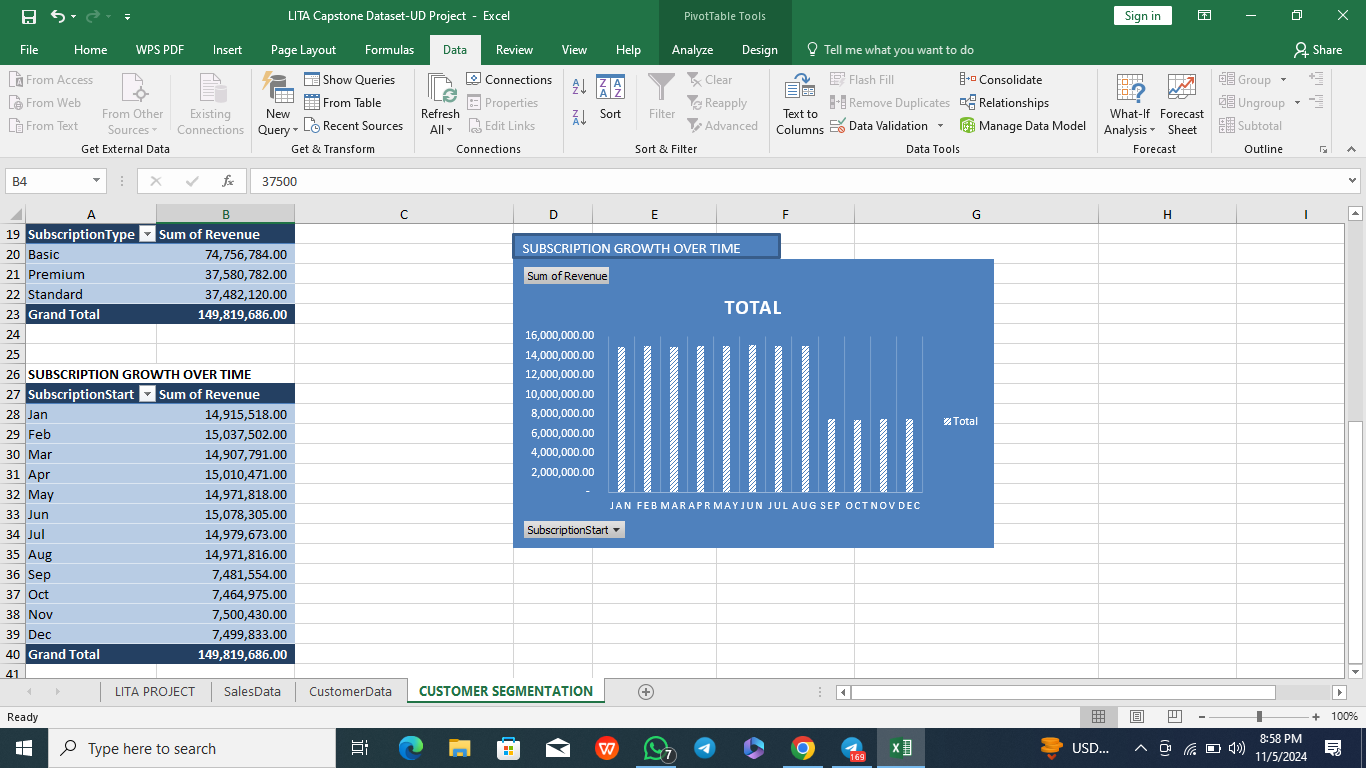 LITA Capstone Dataset-UD Project - Excel
PivotTable Tools
Sign in
File Home WPS PDF Insert Page Layout Formulas Data Review View Help Analyze Design Tell me what you want to do Share
From Access
From Web
From Text
From Other Sources
Existing Connections
Get External Data
New Query
Show Queries
From Table
Recent Sources
Get & Transform
Refresh All
Connections
Properties
Edit Links
Connections
Sort
Filter
Clear
Reapply
Advanced
Sort & Filter
Text to Columns
Flash Fill
Remove Duplicates
Data Validation
Consolidate
Relationships
Manage Data Model
Data Tools
What-If Analysis
Forecast Sheet
Forecast
Group
Ungroup
Subtotal
Outline
B4 fx 37500
A B C D E F G H I
19 SubscriptionType Sum of Revenue
20 Basic 74,756,784.00
21 Premium 37,580,782.00
22 Standard 37,482,120.00
23 Grand Total 149,819,686.00
24
25
26 SUBSCRIPTION GROWTH OVER TIME
27 SubscriptionStart Sum of Revenue
28 Jan 14,915,518.00
29 Feb 15,037,502.00
30 Mar 14,907,791.00
31 Apr 15,010,471.00
32 May 14,971,818.00
33 Jun 15,078,305.00
34 Jul 14,979,673.00
35 Aug 14,971,816.00
36 Sep 7,481,554.00
37 Oct 7,464,975.00
38 Nov 7,500,430.00
39 Dec 7,499,833.00
40 Grand Total 149,819,686.00
41
SUBSCRIPTION GROWTH OVER TIME
Sum of Revenue
TOTAL
16,000,000.00
14,000,000.00
12,000,000.00
10,000,000.00
8,000,000.00
6,000,000.00
4,000,000.00
2,000,000.00
-
JAN FEB MAR APR MAY JUN JUL AUG SEP OCT NOV DEC
Total
SubscriptionStart
LITA PROJECT SalesData CustomerData CUSTOMER SEGMENTATION
Ready
100%
Type here to search
7
169
USD...
8:58 PM
11/5/2024